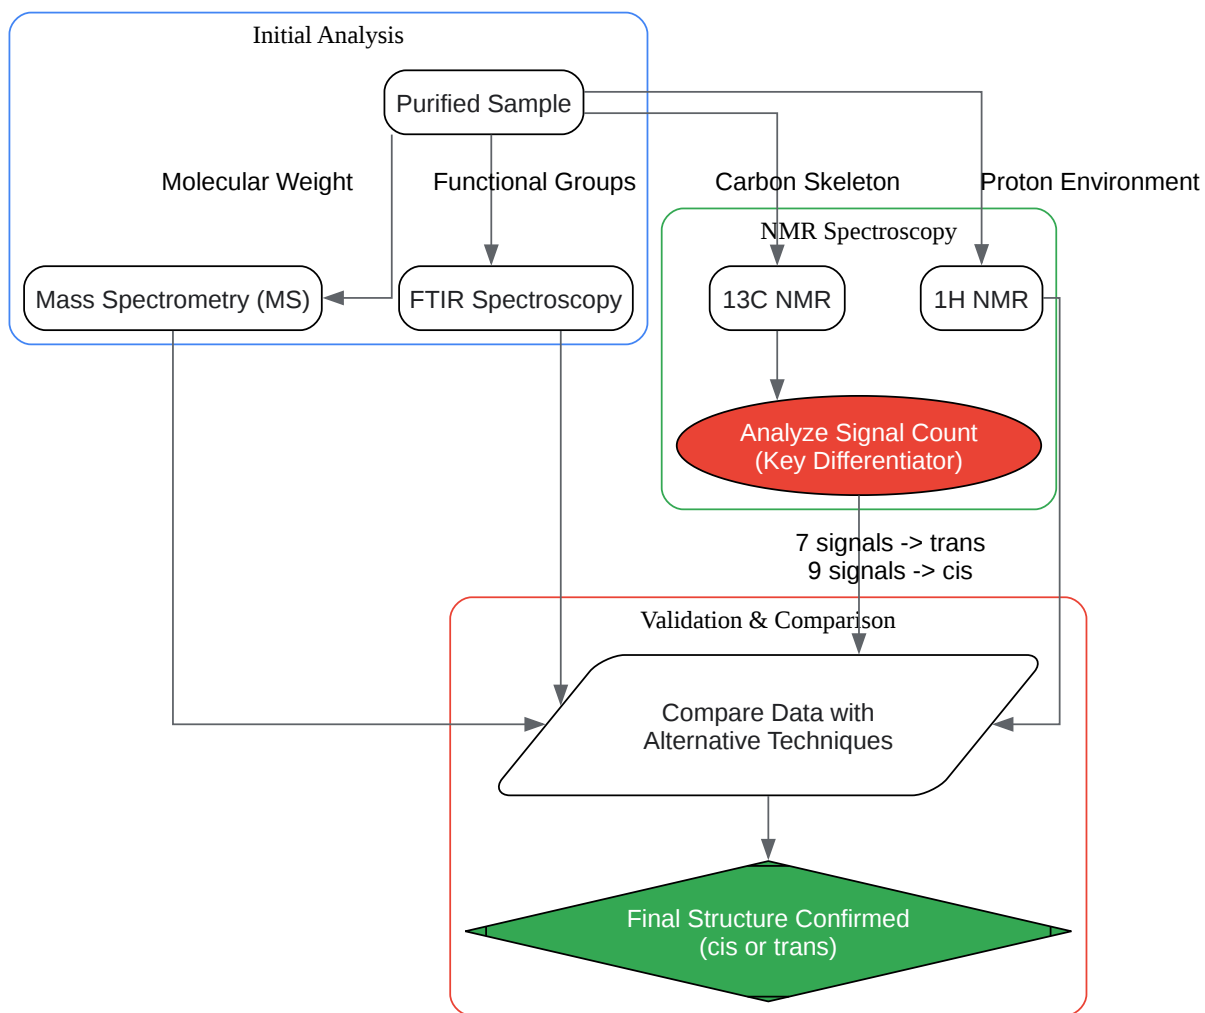 Initial Analysis
Purified Sample
Molecular Weight
Functional Groups
Carbon Skeleton
Proton Environment
NMR Spectroscopy
Mass Spectrometry (MS)
FTIR Spectroscopy
13C NMR
1H NMR
Analyze Signal Count
(Key Differentiator)
7 signals -> trans
9 signals -> cis
Validation & Comparison
Compare Data with
Alternative Techniques
Final Structure Confirmed
(cis or trans)